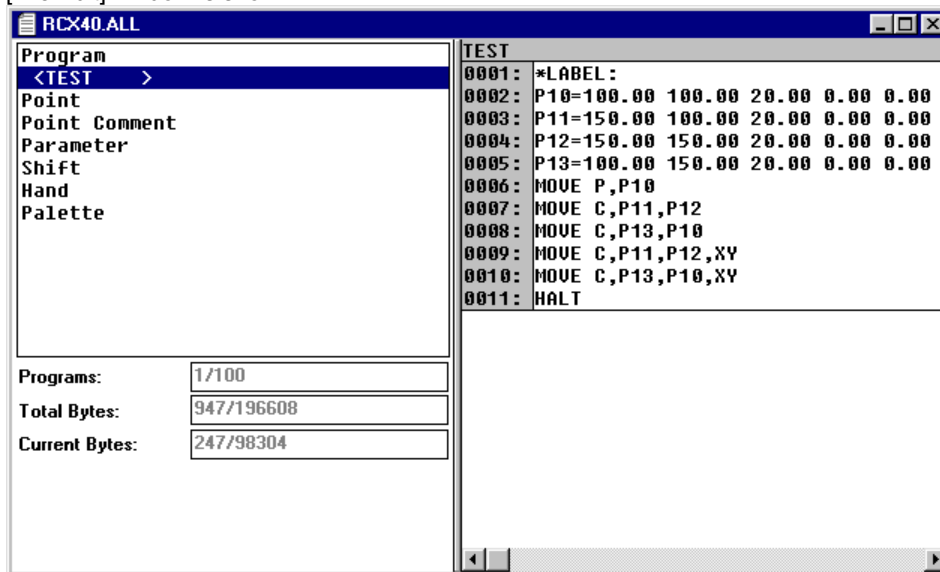 RCX40.ALL
Program
<TEST     >
Point
Point Comment
Parameter
Shift
Hand
Palette
Programs: 1/100
Total Bytes: 947/196608
Current Bytes: 247/98304
TEST
0001: *LABEL:
0002: P10=100.00 100.00 20.00 0.00 0.00
0003: P11=150.00 100.00 20.00 0.00 0.00
0004: P12=150.00 150.00 20.00 0.00 0.00
0005: P13=100.00 150.00 20.00 0.00 0.00
0006: MOVE P,P10
0007: MOVE C,P11,P12
0008: MOVE C,P13,P10
0009: MOVE C,P11,P12,XY
0010: MOVE C,P13,P10,XY
0011: HALT